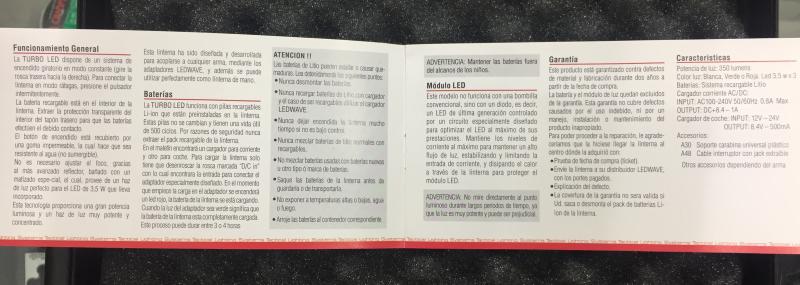 Funcionamiento General
La TURBO LED dispone de un sistema de
encendido giratorio en modo constante (gire la
rosca trasera hacia la derecha). Para conectar la
linterna en modo ráfagas, presione el pulsador
intermitentemente.
La batería recargable está en el interior de la
linterna. Extraer la protección transparente del
interior del tapón trasero para que las baterías
efectúen el debido contacto.
El botón de encendido está recubierto por
una goma impermeable, la cual hace que sea
resistente al agua (no sumergible).
No es necesario ajustar el foco, gracias
al más avanzado reflector, bañado con un
mulizado espe-cial, el cual, provee de un haz
de luz perfecto para el LED de 3,5 W que lleva
incorporado.
Esta tecnología proporciona una gran potencia
luminosa y un haz de luz muy potente y
concentrado.
Esta linterna ha sido diseñada y desarrollada
para acoplarse a cualquier arma, mediante los
adaptadores LEDWAVE, y además se puede
utilizar perfectamente como linterna de mano.
Baterías
La TURBO LED funciona con pilas recargables
Li-ion que están preinstaladas en la linterna.
Estas pilas no se cambian y tienen una vida útil
de 500 ciclos. Por razones de seguridad nunca
extraer el pack recargable de la linterna.
En el maletín encontrará un cargador para corriente
y otro para coche. Para cargar la linterna solo
tiene que desenroscar la rosca marcada "D/C in"
con lo cual encontrara la entrada para conectar el
adaptador especialmente diseñado. En el momento
que empiece la carga en el adaptador se encenderá
un led rojo, la batería de la linterna se está cargando.
Cuando la luz del adaptador sea verde significa que
la batería de la linterna esta completamente cargada.
Este proceso puede durar entre 3 o 4 horas
ATENCION !!
Las baterías de Litio pueden estallar o causar que-
maduras. Lea detenidamente los siguientes puntos:
• Nunca desmontar las baterías.
• Nunca recargar baterías de Litio con cargador
y el caso de ser recargables utilizar el cargador
LEDWAVE.
• Nunca dejar encendida la linterna mucho
tiempo si no es bajo control.
• Nunca mezclar baterías de litio normales con
recargables.
• No mezclar baterías usadas con baterías nuevas
u otro tipo o marca de baterías.
• Saque las baterías de la linterna antes de
guardarla o de transportarla.
• No exponer a temperaturas altas o bajas, agua
o fuego.
• Arroje las baterías al contenedor correspondiente.
ADVERTENCIA: Mantener las baterías fuera
del alcance de los niños.
Módulo LED
Este modelo no funciona con una bombilla
convencional, sino con un diodo, es decir,
un LED de última generación controlado
por un circuito especialmente diseñado
para optimizar el LED al máximo de sus
prestaciones. Mantiene los niveles de
corriente al máximo para mantener un alto
flujo de luz, estabilizando y limitando la
entrada de corriente, y disipando el calor
a través de la linterna para proteger el
módulo LED.
ADVERTENCIA: No mire directamente al punto
luminoso durante largos periodos de tiempo, ya
que la luz es muy potente y puede ser perjudicial.
Garantía
Este producto está garantizado contra defectos
de material y fabricación durante dos años a
partir de la fecha de compra.
La batería y el módulo de luz quedan excluidos
de la garantía. Esta garantía no cubre defectos
causados por el uso indebido, ni por un
manejo, instalación o mantenimiento del
producto inapropiado.
Para poder proceder a la reparación, le agrade-
ceríamos que la hiciese llegar la linterna al
centro dónde la adquirió con:
• Prueba de fecha de compra (ticket).
• Envíe la linterna a su distribuidor LEDWAVE,
con los portes pagados.
• Explicación del defecto.
• La cobertura de la garantía no sera valida si
Ud. saca o desmonta el pack de baterías Li-
Ion de la linterna.
Características
Potencia de luz: 350 lumens
Color luz: Blanca, Verde o Roja. Led 3,5 w x 3
Baterías: Sistema recargable Litio
Cargador corriente AC/DC:
INPUT: AC100-240V 50/60Hz 0.6A Max
OUTPUT: DC+8.4 – 1A
Cargador de coche: INPUT: 12V – 24V
OUTPUT: 8.4V – 500mA
Accesorios:
A30 Soporte carabina universal plástico
A48 Cable interruptor con jack extraible
Otros accesorios dependiendo del arma